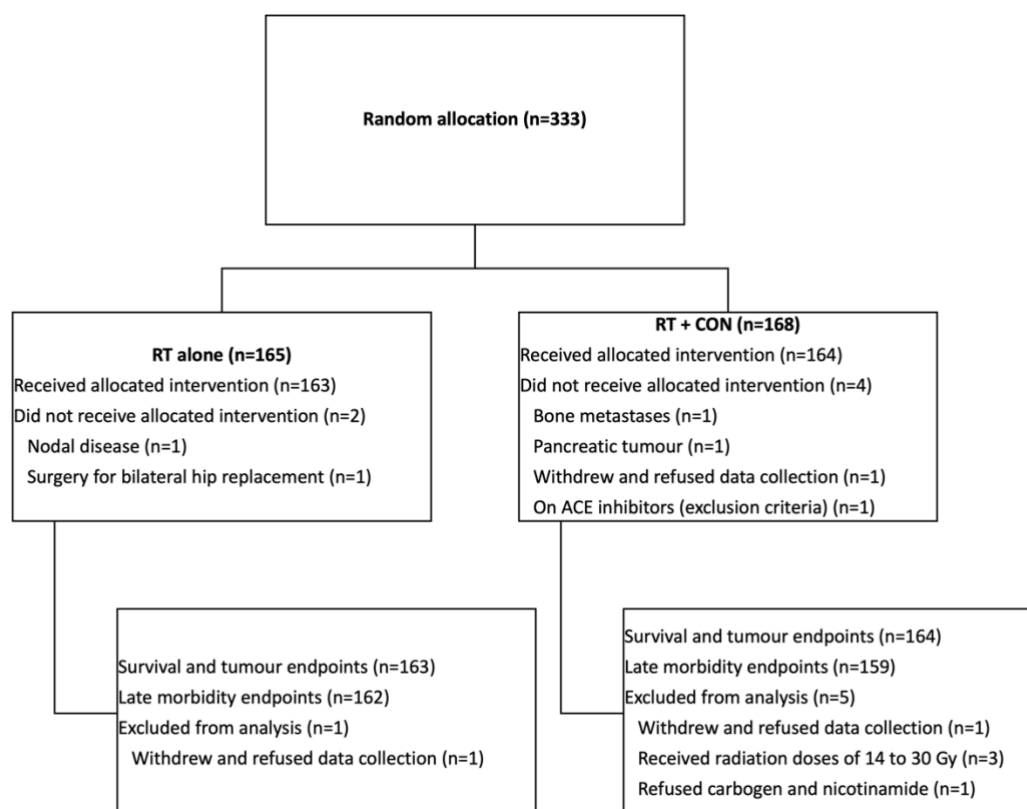 Random allocation (n=333)
RT alone (n=165)
Received allocated intervention (n=163)
Did not receive allocated intervention (n=2)
Nodal disease (n=1)
Surgery for bilateral hip replacement (n=1)
RT + CON (n=168)
Received allocated intervention (n=164)
Did not receive allocated intervention (n=4)
Bone metastases (n=1)
Pancreatic tumour (n=1)
Withdrew and refused data collection (n=1)
On ACE inhibitors (exclusion criteria) (n=1)
Survival and tumour endpoints (n=163)
Late morbidity endpoints (n=162)
Excluded from analysis (n=1)
Withdrew and refused data collection (n=1)
Survival and tumour endpoints (n=164)
Late morbidity endpoints (n=159)
Excluded from analysis (n=5)
Withdrew and refused data collection (n=1)
Received radiation doses of 14 to 30 Gy (n=3)
Refused carbogen and nicotinamide (n=1)